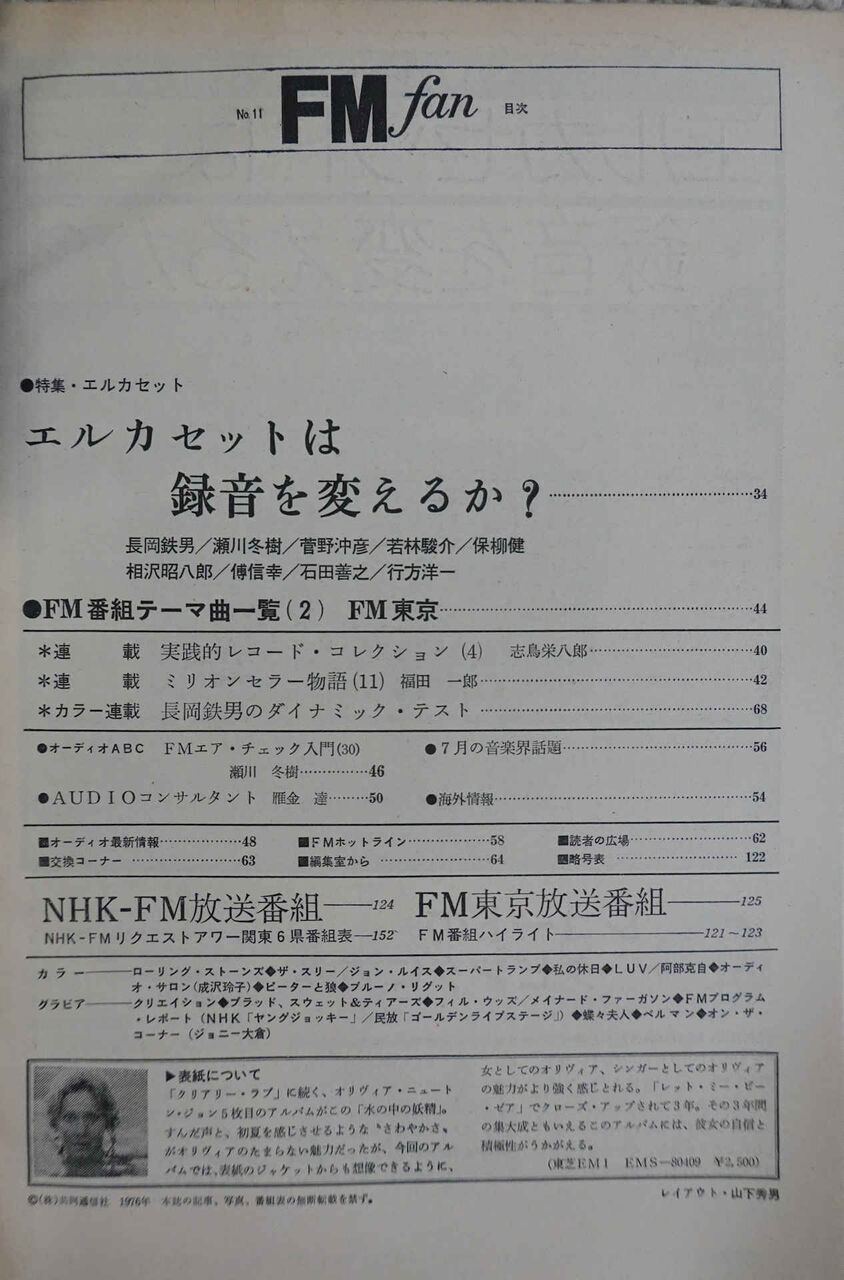 No.11 FM fan 目次
●特集・エルカセット
エルカセットは
録音を変えるか?……34
長岡鉄男／瀬川冬樹／菅野沖彦／若林駿介／保柳健
相沢昭八郎／傅信幸／石田善之／行方洋一
●FM番組テーマ曲一覧(2) FM東京……44
＊連載 実践的レコード・コレクション(4) 志鳥栄八郎……40
＊連載 ミリオンセラー物語(11) 福田一郎……42
＊カラー連載 長岡鉄男のダイナミック・テスト……68
●オーディオABC FMエア・チェック入門(30)
瀬川冬樹……46
●AUDIOコンサルタント 雁金達……50
●7月の音楽界話題……56
●海外情報……54
■オーディオ最新情報……48 ■FMホットライン……58 ■読者の広場……62
■交換コーナー……63 ■編集室から……64 ■略号表……122
NHK-FM放送番組——124 FM東京放送番組——125
NHK-FMリクエストアワー関東6県番組表—152 FM番組ハイライト——121～123
カラー——ローリング・ストーンズ◆ザ・スリー／ジョン・ルイス◆スーパートランプ◆私の休日◆LUV／阿部克自◆オーディ
オ・サロン(成沢玲子)◆ピーターと狼◆ブルーノ・リグット
グラビア——クリエイション◆ブラッド、スウェット&ティアーズ◆フィル・ウッズ／メイナード・ファーガソン◆FMプログラム
・レポート(NHK「ヤングジョッキー」／民放「ゴールデンライブステージ」)◆蝶々夫人◆ベルマン◆オン・ザ・
コーナー(ジョニー大倉)
▶表紙について
「クリアリー・ラブ」に続く、オリヴィア・ニュート
ン・ジョン5枚目のアルバムがこの「水の中の妖精」。
すんだ声と、初夏を感じさせるような〝さわやかさ〟
がオリヴィアのたまらない魅力だったが、今回のアル
バムでは、表紙のジャケットからも想像できるように、
女としてのオリヴィア、シンガーとしてのオリヴィア
の魅力がより強く感じとれる。「レット・ミー・ビー
・ゼア」でクローズ・アップされて3年。その3年間
の集大成ともいえるこのアルバムには、彼女の自信と
積極性がうかがえる。
(東芝EMI EMS—80409 ¥2,500)
©(株)共同通信社 1976年 本誌の記事、写真、番組表の無断転載を禁ず。
レイアウト・山下秀男